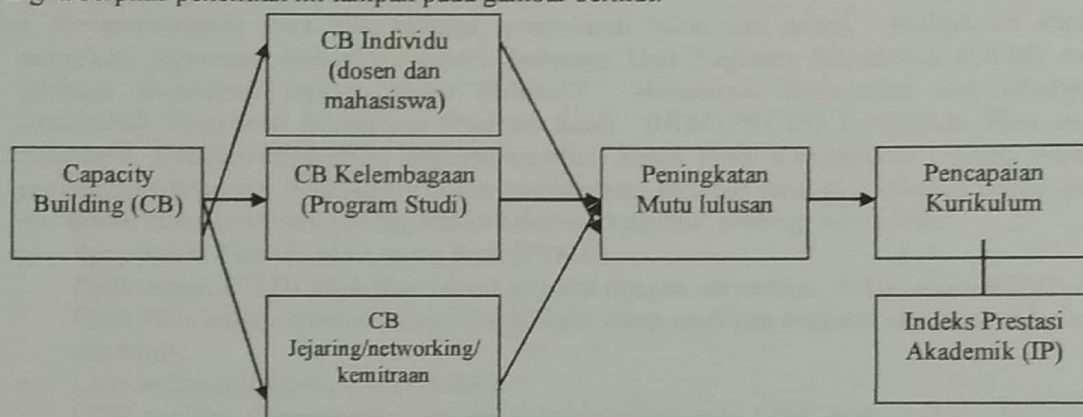 CB Individu
(dosen dan
mahasiswa)
Capacity
Building (CB)
CB Kelembagaan
(Program Studi)
Peningkatan
Mutu lulusan
Pencapaian
Kurikulum
CB
Jejaring/networking/
kemitraan
Indeks Prestasi
Akademik (IP)